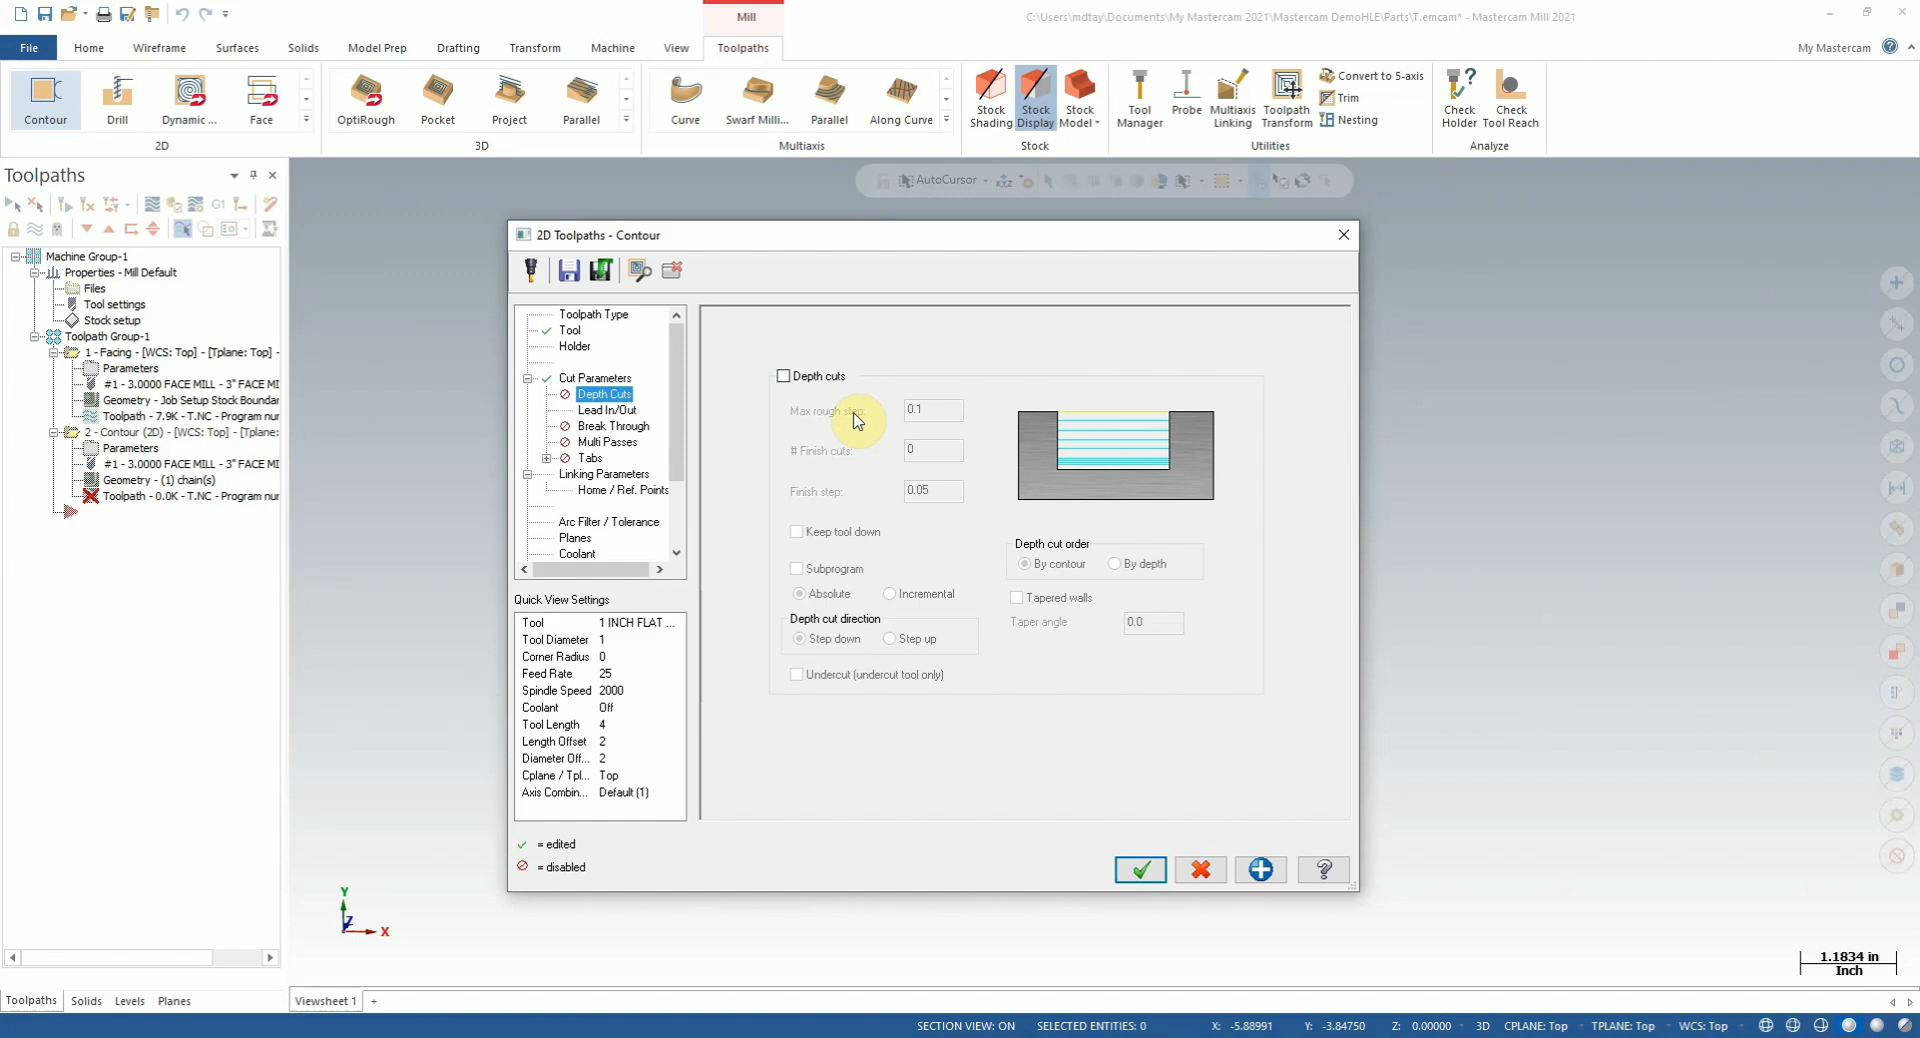 Mill
C:\Users\mdtay\Documents\My Mastercam 2021\Mastercam DemoHLE\Parts\T.emcam* - Mastercam Mill 2021
File Home Wireframe Surfaces Solids Model Prep Drafting Transform Machine View Toolpaths My Mastercam
Contour Drill Dynamic ... Face
2D
OptiRough Pocket Project Parallel
3D
Curve Swarf Milli... Parallel Along Curve
Multiaxis
Stock Shading Stock Display Stock Model
Stock
Tool Manager Probe Multiaxis Linking Toolpath Transform
Convert to 5-axis
Trim
Nesting
Utilities
Check Holder Check Tool Reach
Analyze
Toolpaths
G1
AutoCursor
XYZ
Machine Group-1
Properties - Mill Default
Files
Tool settings
Stock setup
Toolpath Group-1
1 - Facing - [WCS: Top] - [Tplane: Top] -
Parameters
#1 - 3.0000 FACE MILL - 3" FACE MI
Geometry - Job Setup Stock Boundar
Toolpath - 7.9K - T.NC - Program nur
2 - Contour (2D) - [WCS: Top] - [Tplane:
Parameters
#1 - 3.0000 FACE MILL - 3" FACE MI
Geometry - (1) chain(s)
Toolpath - 0.0K - T.NC - Program nur
2D Toolpaths - Contour
Toolpath Type
Tool
Holder
Cut Parameters
Depth Cuts
Lead In/Out
Break Through
Multi Passes
Tabs
Linking Parameters
Home / Ref. Points
Arc Filter / Tolerance
Planes
Coolant
Quick View Settings
Tool 1 INCH FLAT ...
Tool Diameter 1
Corner Radius 0
Feed Rate 25
Spindle Speed 2000
Coolant Off
Tool Length 4
Length Offset 2
Diameter Off... 2
Cplane / Tpl... Top
Axis Combin... Default (1)
= edited
= disabled
Depth cuts
Max rough step: 0.1
# Finish cuts: 0
Finish step: 0.05
Keep tool down
Subprogram
Absolute Incremental
Depth cut direction
Step down Step up
Undercut (undercut tool only)
Depth cut order
By contour By depth
Tapered walls
Taper angle 0.0
Y
Z
X
1.1834 in
Inch
Toolpaths Solids Levels Planes
Viewsheet 1 +
SECTION VIEW: ON SELECTED ENTITIES: 0 X: -5.88991 Y: -3.84750 Z: 0.00000 3D CPLANE: Top TPLANE: Top WCS: Top